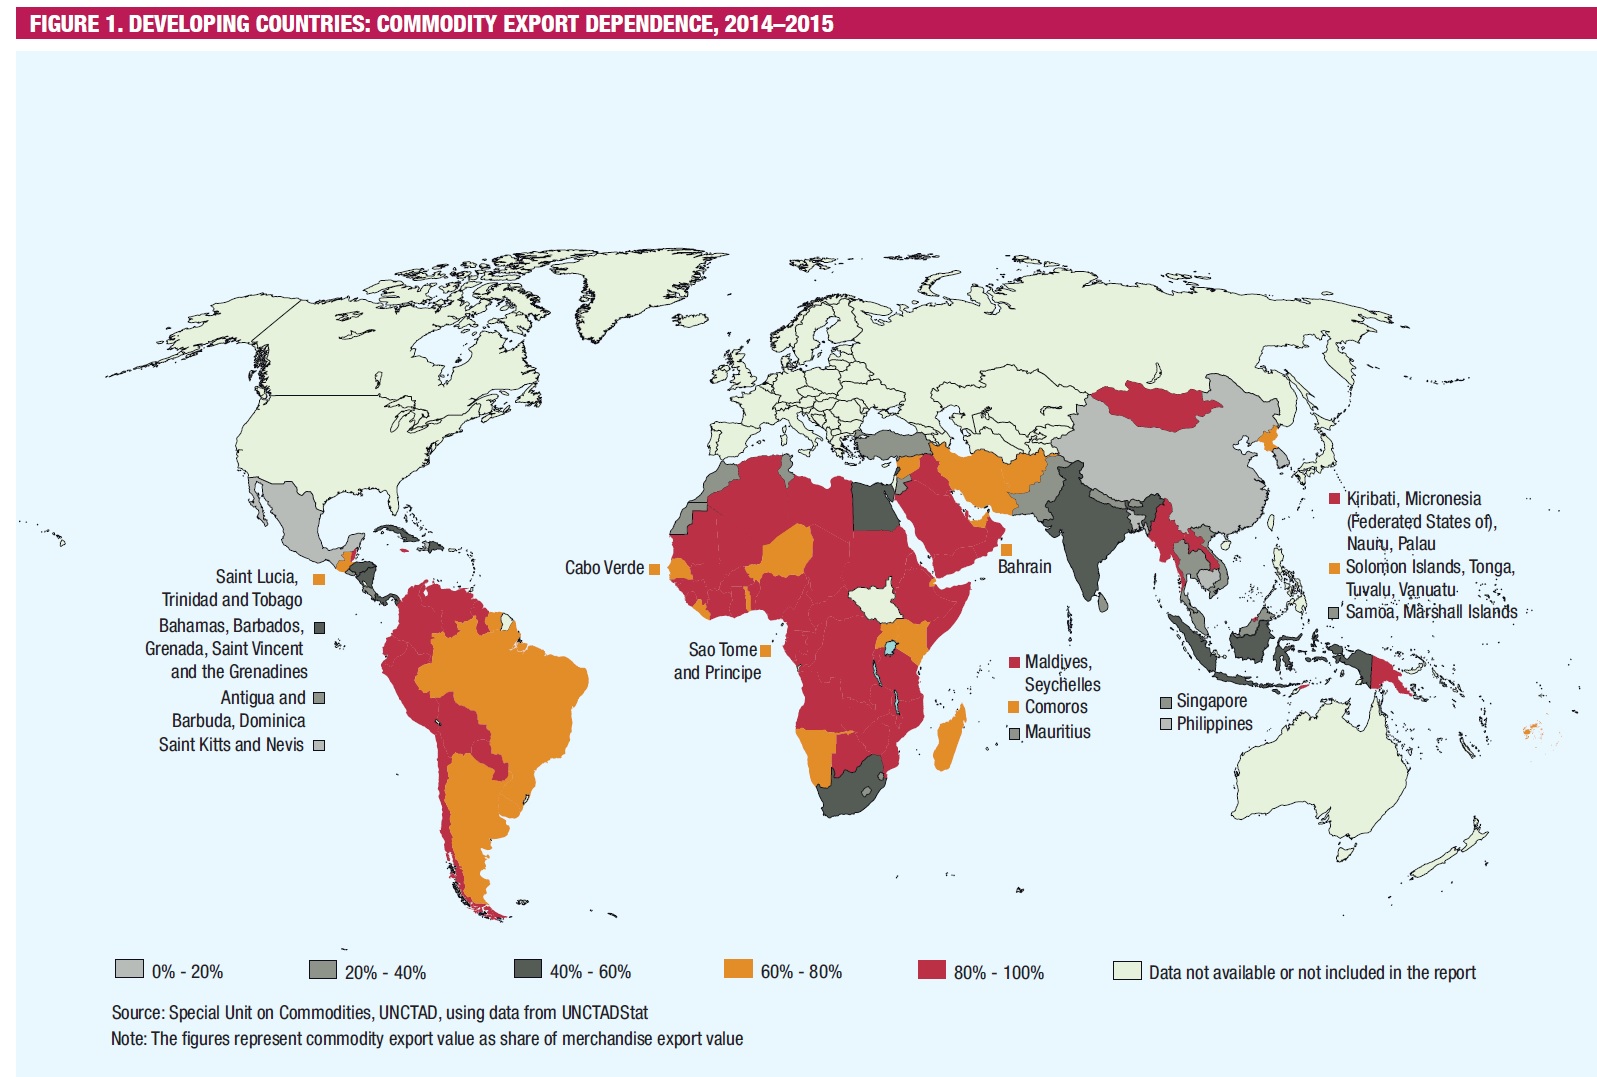 FIGURE 1. DEVELOPING COUNTRIES: COMMODITY EXPORT DEPENDENCE, 2014–2015
Kiribati, Micronesia
(Federated States of),
Nauru, Palau
Solomon Islands, Tonga,
Tuvalu, Vanuatu
Samoa, Marshall Islands
Cabo Verde
Bahrain
Saint Lucia,
Trinidad and Tobago
Bahamas, Barbados,
Grenada, Saint Vincent
and the Grenadines
Antigua and
Barbuda, Dominica
Saint Kitts and Nevis
Sao Tome
and Principe
Maldives,
Seychelles
Comoros
Mauritius
Singapore
Philippines
0% - 20%
20% - 40%
40% - 60%
60% - 80%
80% - 100%
Data not available or not included in the report
Source: Special Unit on Commodities, UNCTAD, using data from UNCTADStat
Note: The figures represent commodity export value as share of merchandise export value